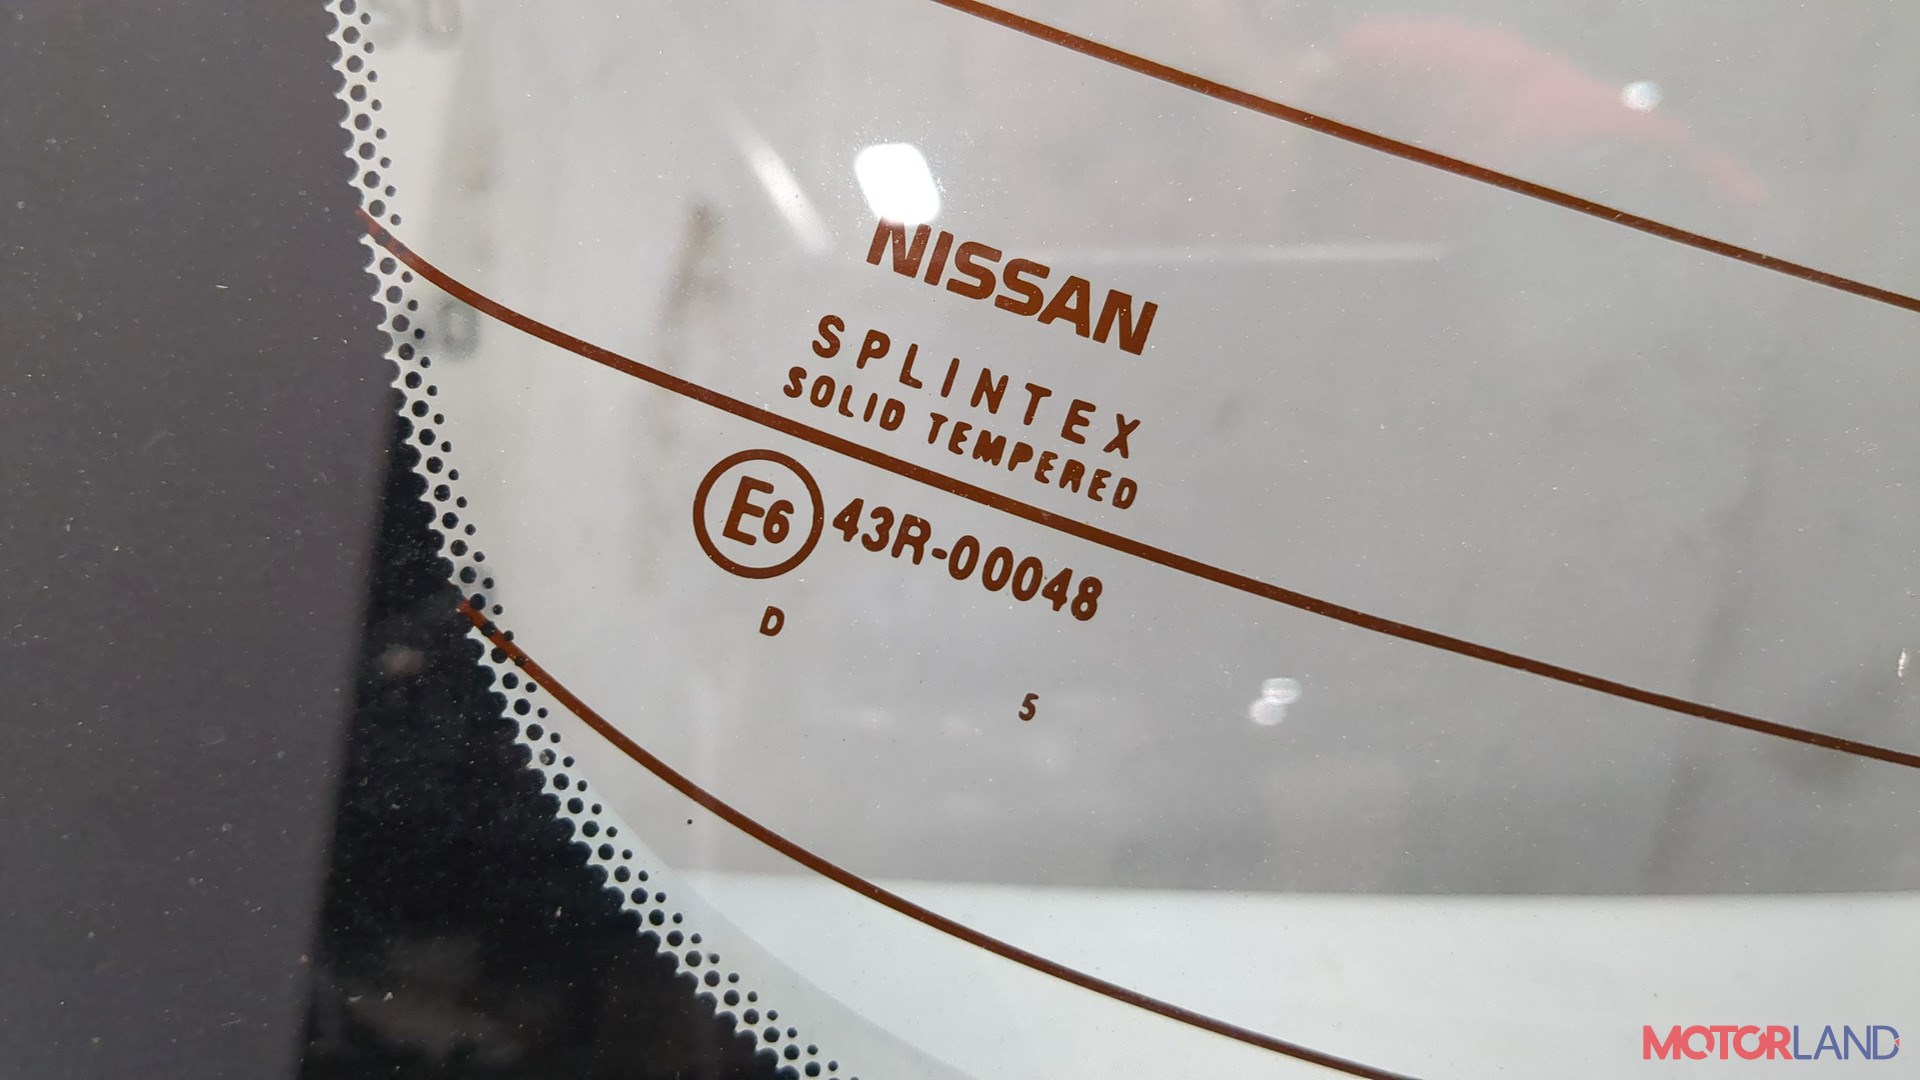 NISSAN
SPLINTEX
SOLID TEMPERED
E6 43R-00048
D
5
MOTORLAND